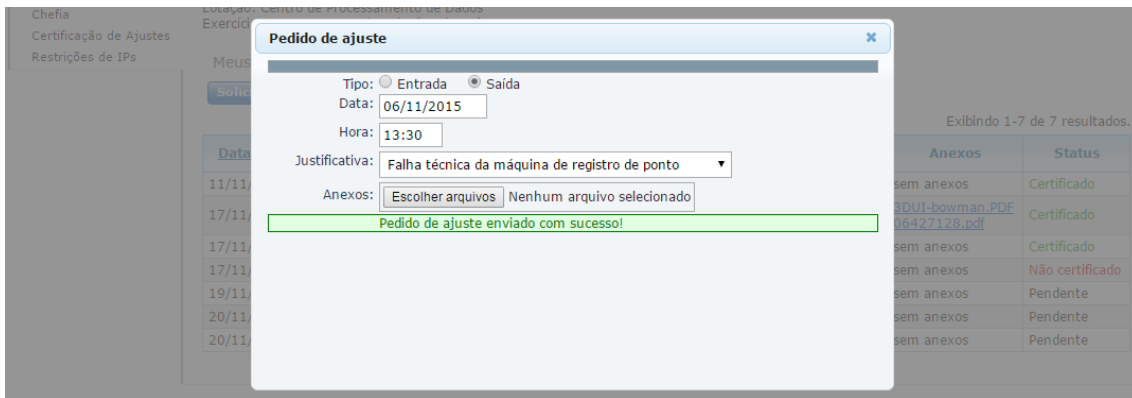 Chefia
Certificação de Ajustes
Restrições de IPs
Lotação: Centro de Processamento de Dados
Exercíci
Meus
Solic
Pedido de ajuste
Tipo: Entrada Saída
Data: 06/11/2015
Hora: 13:30
Justificativa: Falha técnica da máquina de registro de ponto
Anexos: Escolher arquivos Nenhum arquivo selecionado
Pedido de ajuste enviado com sucesso!
Exibindo 1-7 de 7 resultados.
Data Anexos Status
11/11/ sem anexos Certificado
17/11/ 3DUI-bowman.PDF
06427128.pdf Certificado
17/11/ sem anexos Certificado
17/11/ sem anexos Não certificado
19/11/ sem anexos Pendente
20/11/ sem anexos Pendente
20/11/ sem anexos Pendente